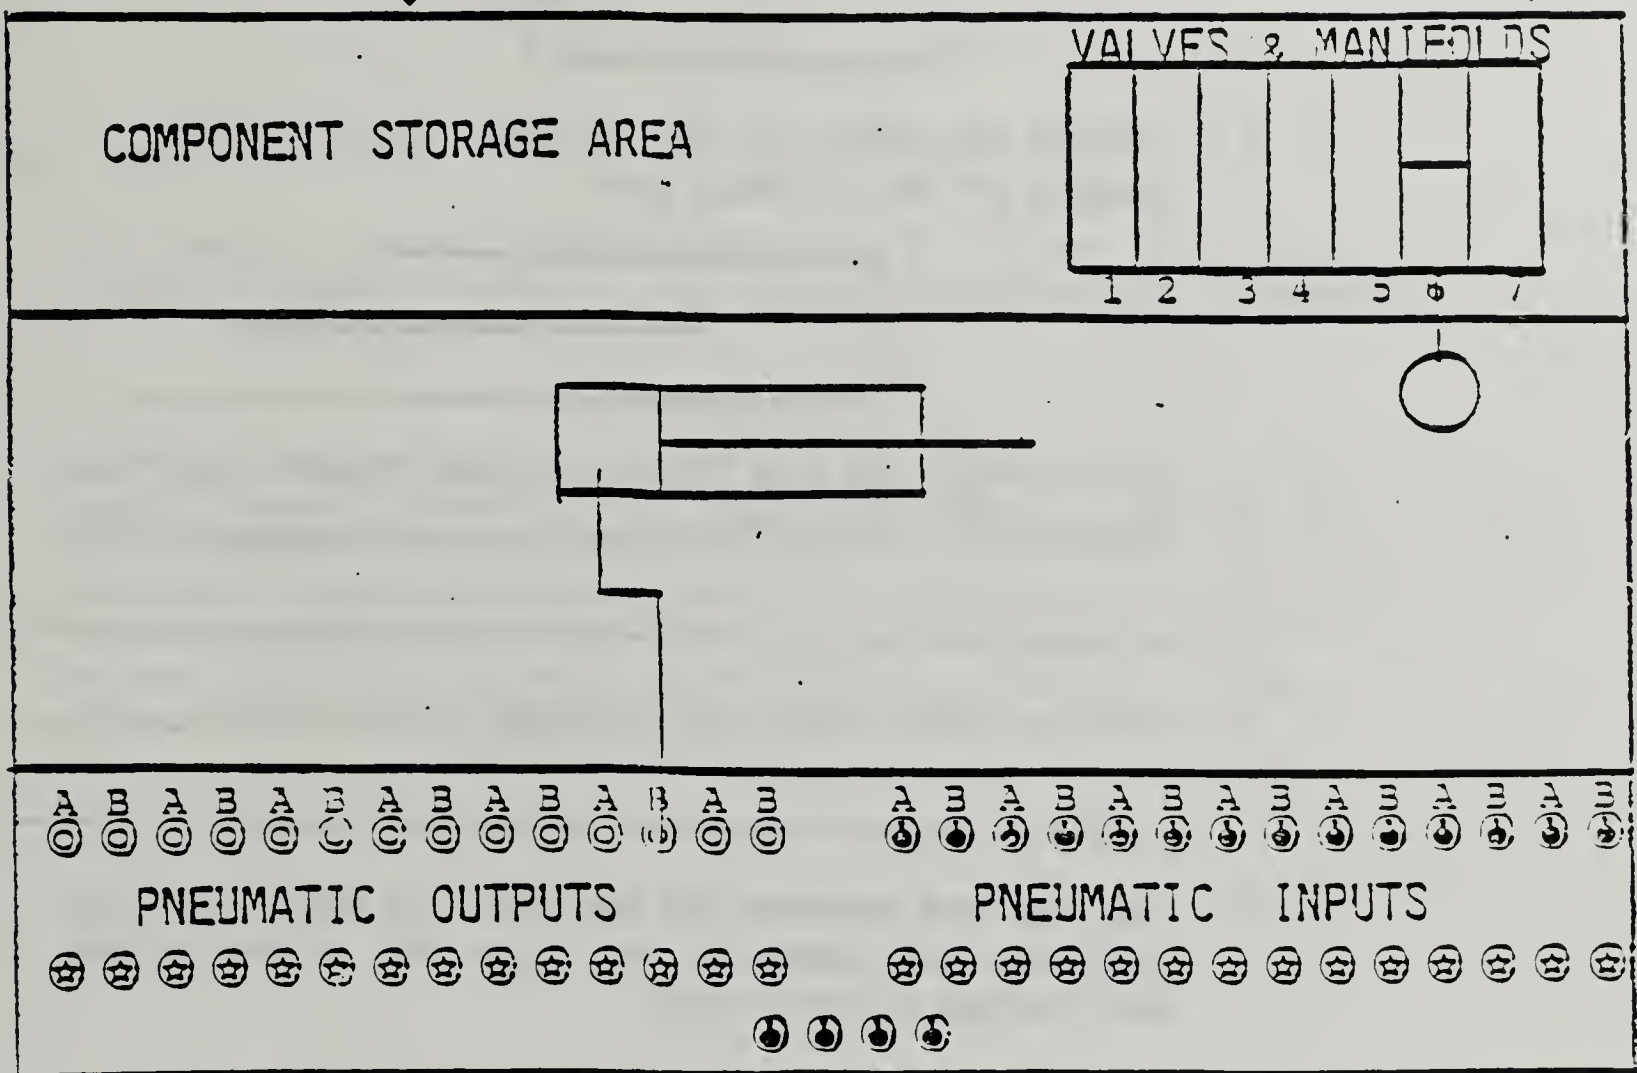 VALVES & MANIFOLDS
COMPONENT STORAGE AREA
1 2 3 4 5 6 7
A B A B A B A B A B A B A B A B A B A B A B A B A B A B
PNEUMATIC OUTPUTS PNEUMATIC INPUTS